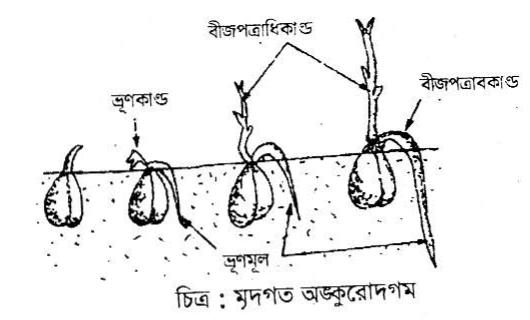 বীজপত্রাধিকাণ্ড
বীজপত্রাবকাণ্ড
ভ্রূণকাণ্ড
ভ্রূণমূল
চিত্র : মৃদগত অঙ্কুরোদগম